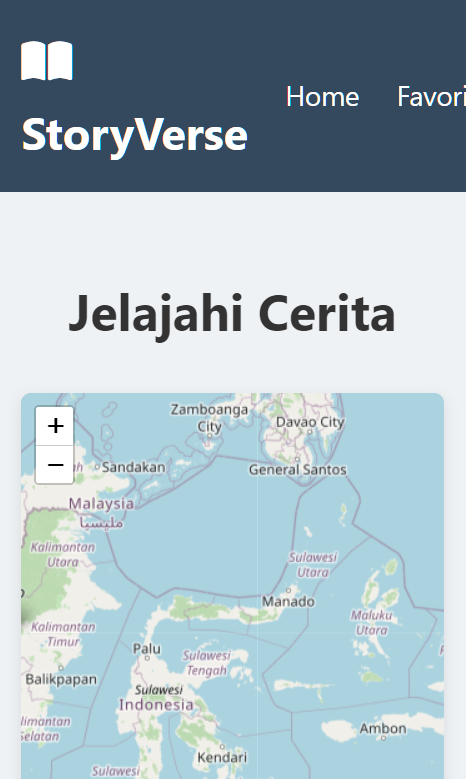 StoryVerse
Home
Favori
Jelajahi Cerita
+
−
Zamboanga
City
Davao City
Sandakan
General Santos
Malaysia
مليسيا
Kalimantan
Utara
Sulawesi
Utara
Manado
Maluku
Utara
Kalimantan
Timur
Palu
Sulawesi
Tengah
Balikpapan
Sulawesi
Indonesia
limantan
Selatan
Ambon
Kendari
Sulawesi